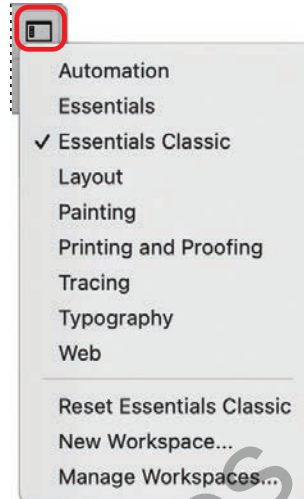 Automation
Essentials
✓ Essentials Classic
Layout
Painting
Printing and Proofing
Tracing
Typography
Web
Reset Essentials Classic
New Workspace...
Manage Workspaces...